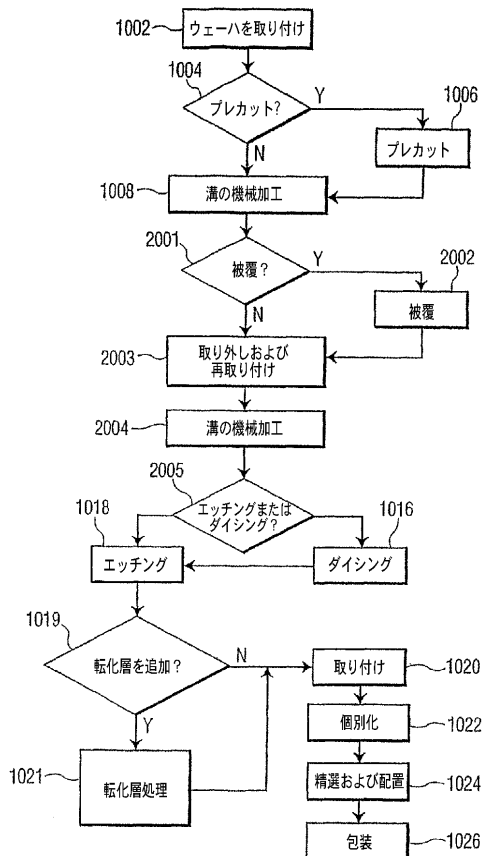 1002
ウェーハを取り付け
1004
プレカット?
Y
1006
プレカット
N
1008
溝の機械加工
2001
被覆?
Y
2002
被覆
N
2003
取り外しおよび
再取り付け
2004
溝の機械加工
2005
エッチングまたは
ダイシング?
1018
エッチング
1016
ダイシング
1019
転化層を追加?
N
取り付け
1020
Y
個別化
1022
1021
転化層処理
精選および配置
1024
包装
1026